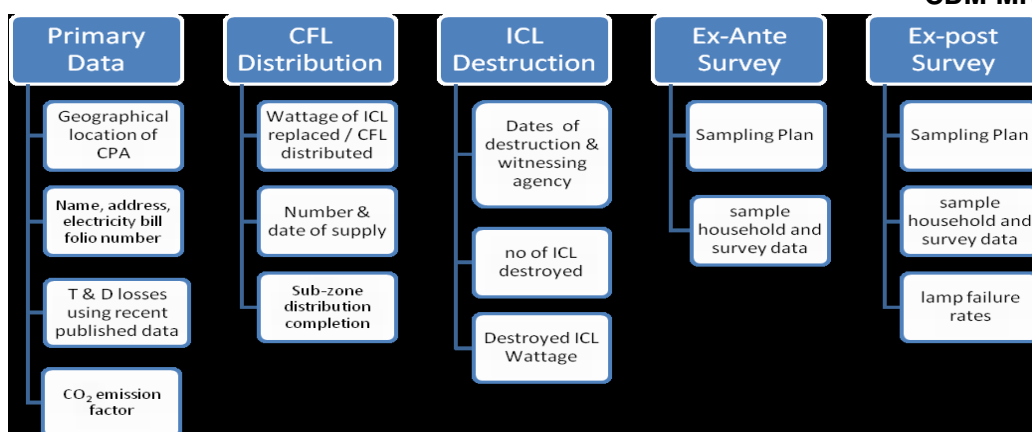 Primary
Data
Geographical
location of
CPA
Name, address,
electricity bill
folio number
T & D losses
using recent
published data
CO₂ emission
factor
CFL
Distribution
Wattage of ICL
replaced / CFL
distributed
Number &
date of supply
Sub-zone
distribution
completion
ICL
Destruction
Dates of
destruction &
witnessing
agency
no of ICL
destroyed
Destroyed ICL
Wattage
Ex-Ante
Survey
Sampling Plan
sample
household and
survey data
Ex-post
Survey
Sampling Plan
sample
household and
survey data
lamp failure
rates